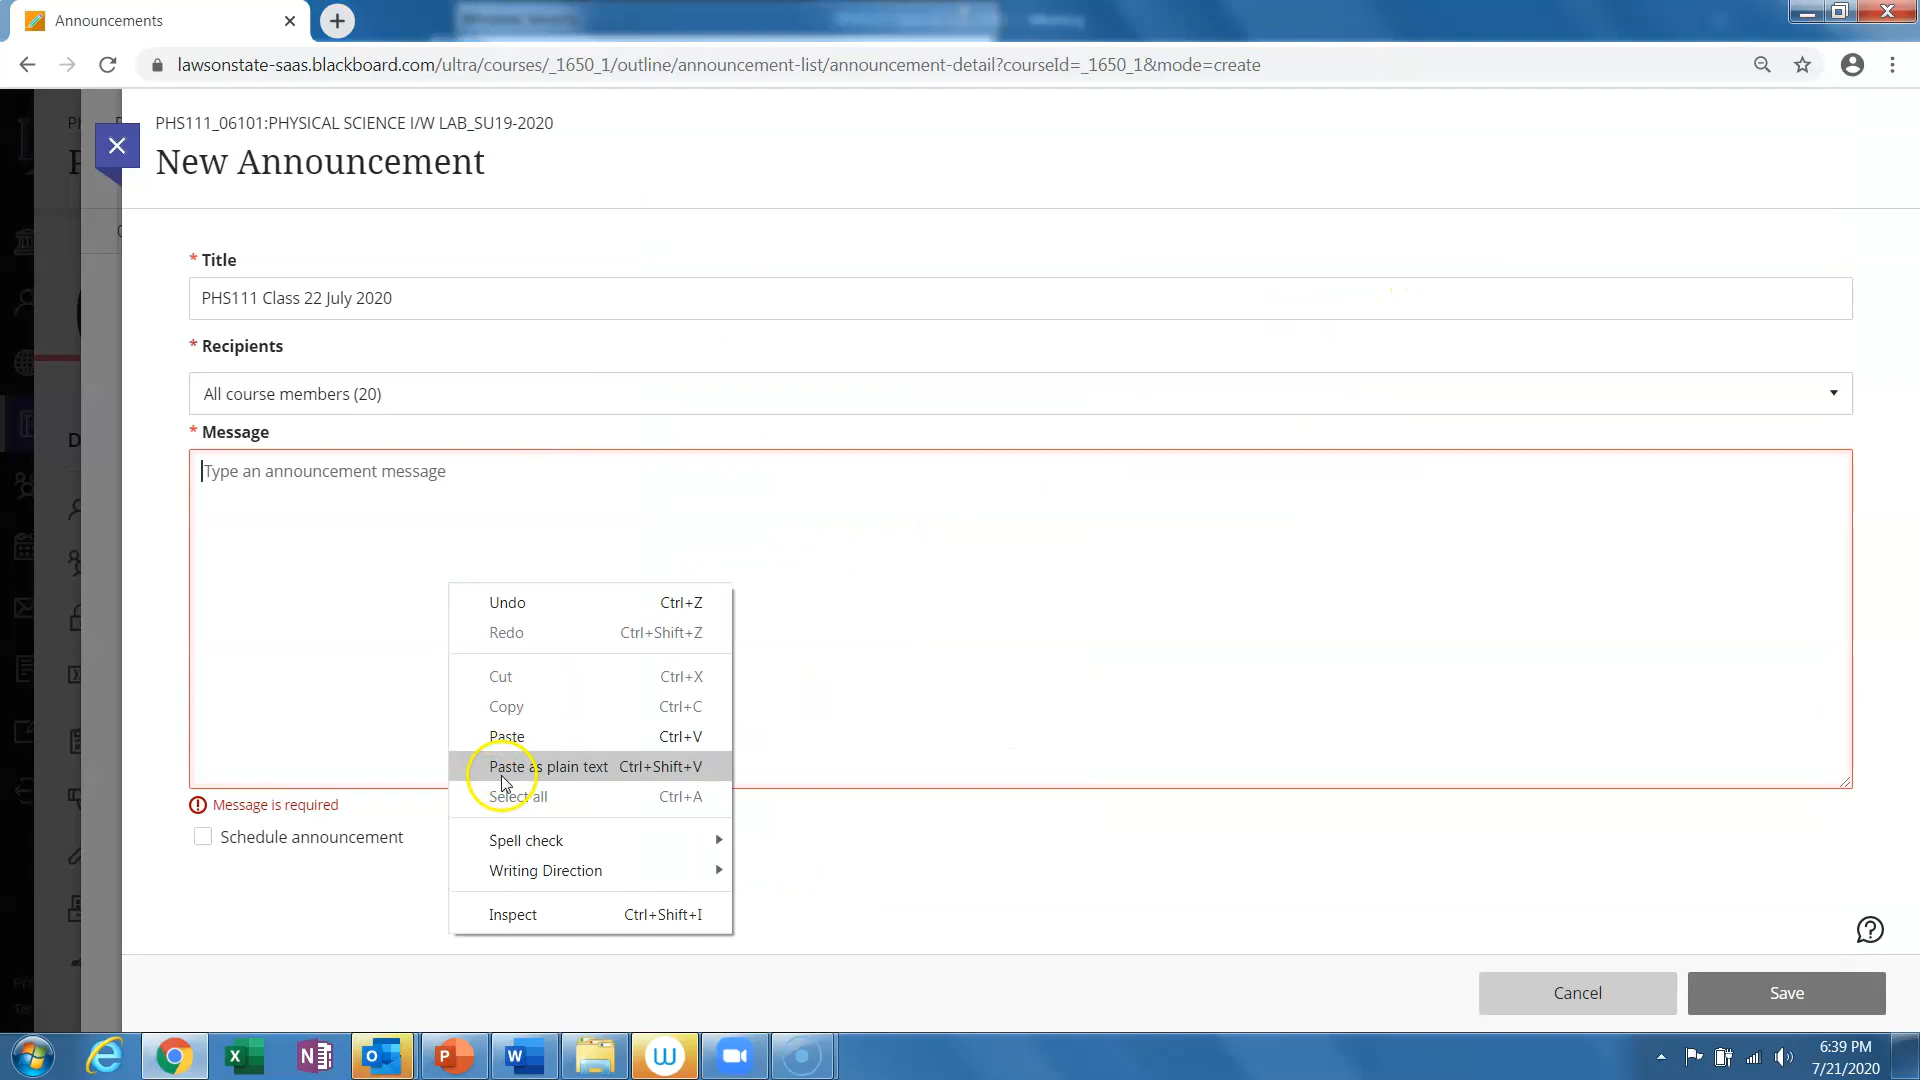 Announcements
lawsonstate-saas.blackboard.com/ultra/courses/_1650_1/outline/announcement-list/announcement-detail?courseId=_1650_1&mode=create
PHS111_06101:PHYSICAL SCIENCE I/W LAB_SU19-2020
New Announcement
* Title
PHS111 Class 22 July 2020
* Recipients
All course members (20)
* Message
Type an announcement message
Undo Ctrl+Z
Redo Ctrl+Shift+Z
Cut Ctrl+X
Copy Ctrl+C
Paste Ctrl+V
Paste as plain text Ctrl+Shift+V
Select all Ctrl+A
Spell check
Writing Direction
Inspect Ctrl+Shift+I
Message is required
Schedule announcement
Cancel
Save
6:39 PM
7/21/2020